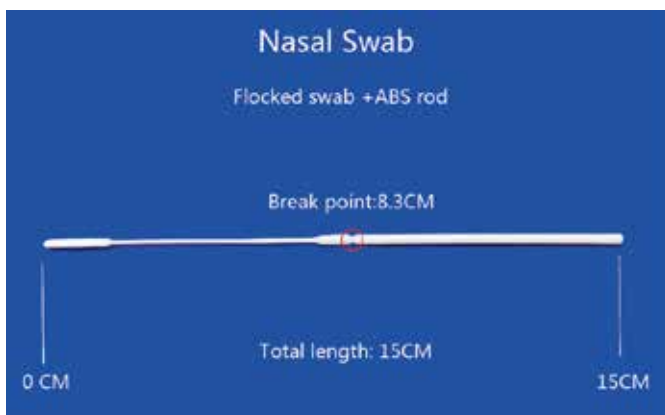 Nasal Swab
Flocked swab +ABS rod
Break point:8.3CM
Total length: 15CM
0 CM
15CM